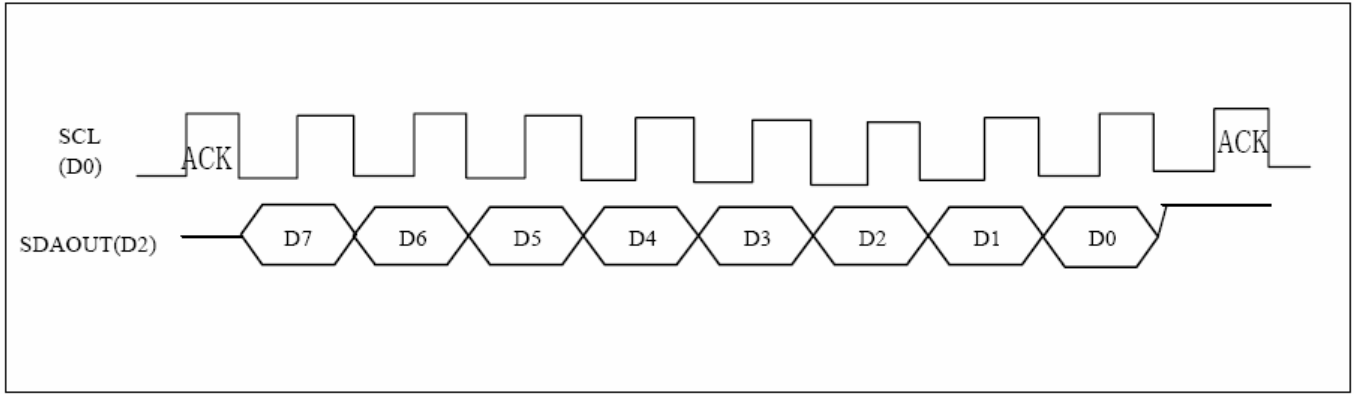 SCL
(D0)
ACK
ACK
SDAOUT(D2)
D7
D6
D5
D4
D3
D2
D1
D0